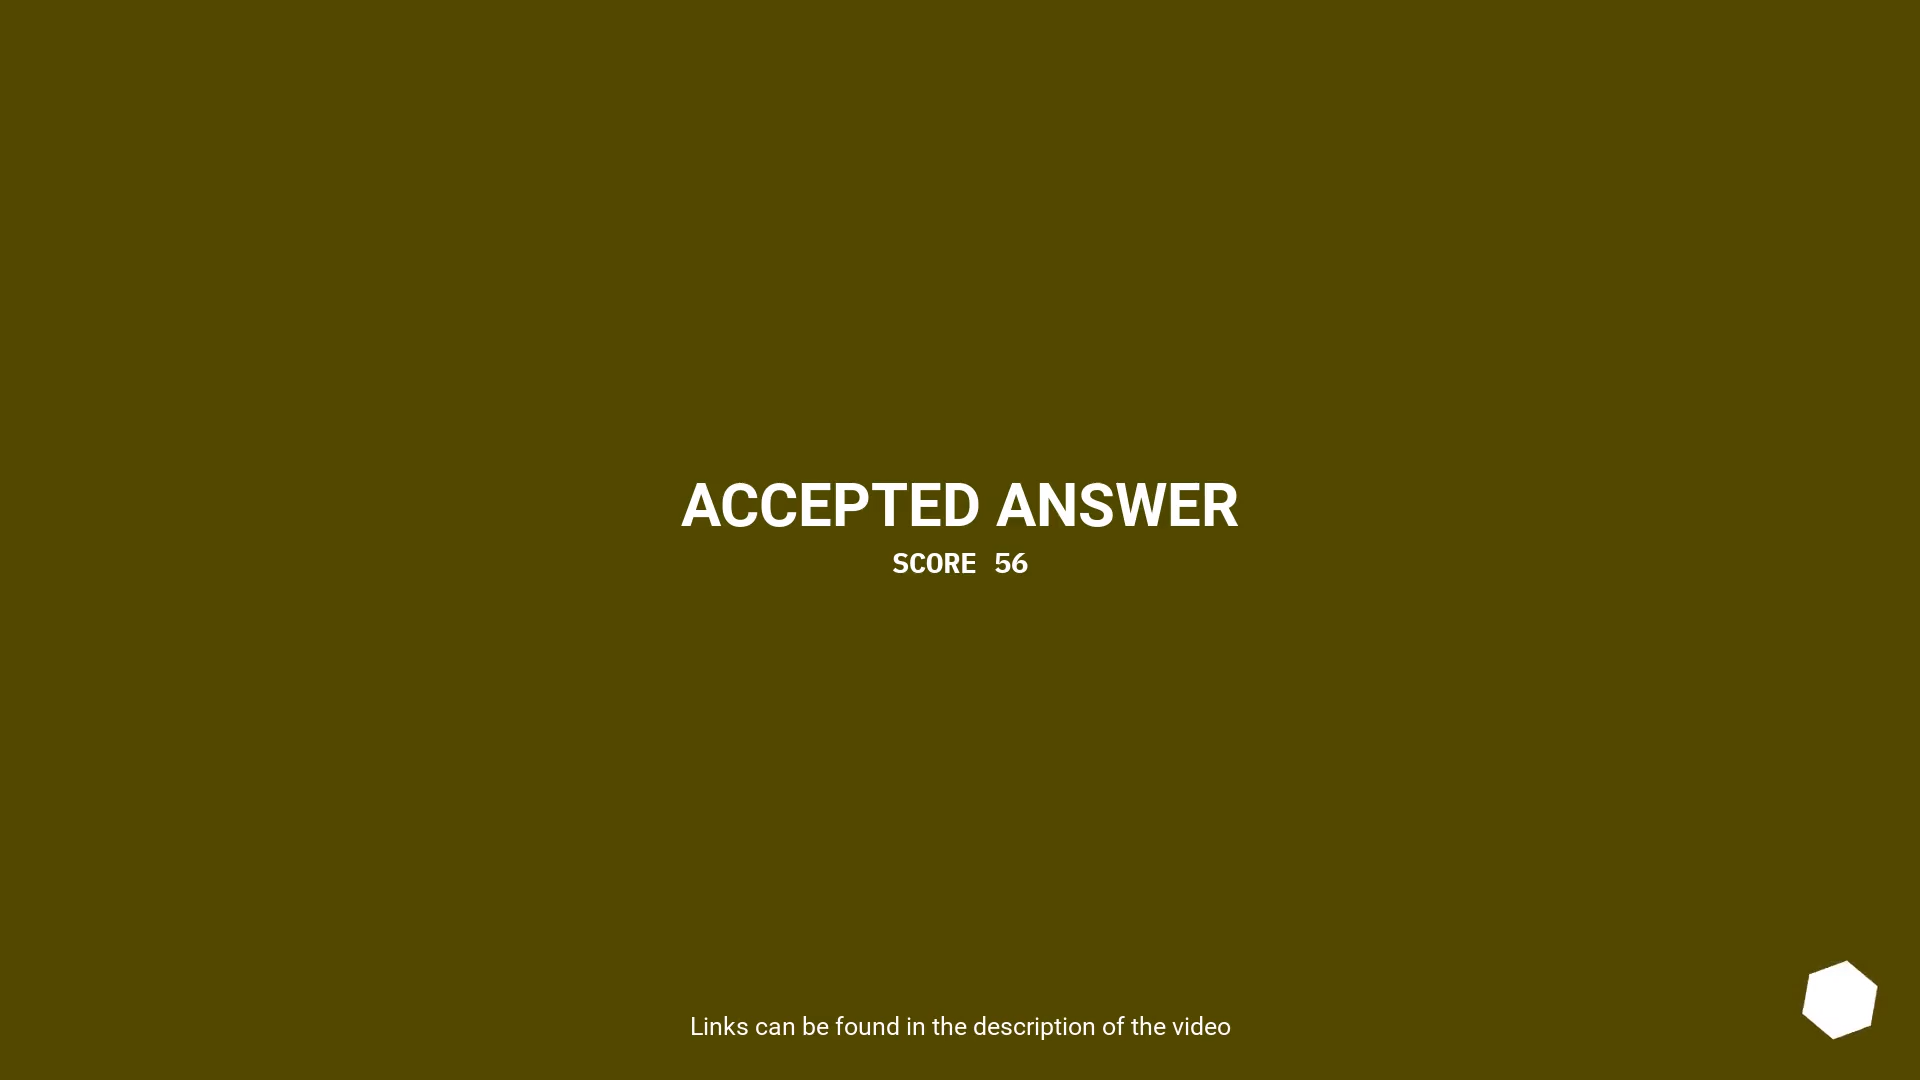 ACCEPTED ANSWER
SCORE 56
Links can be found in the description of the video